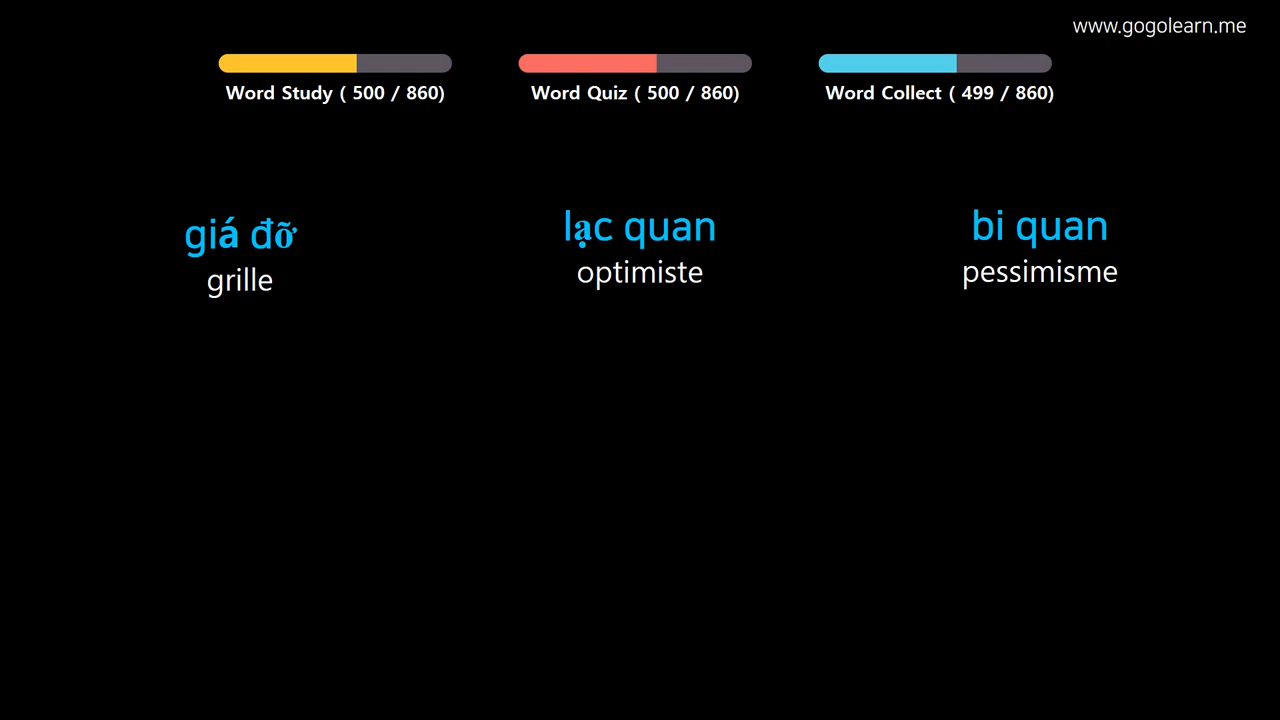 www.gogolearn.me
Word Study ( 500 / 860)
Word Quiz ( 500 / 860)
Word Collect ( 499 / 860)
giá đỡ
grille
lạc quan
optimiste
bi quan
pessimisme